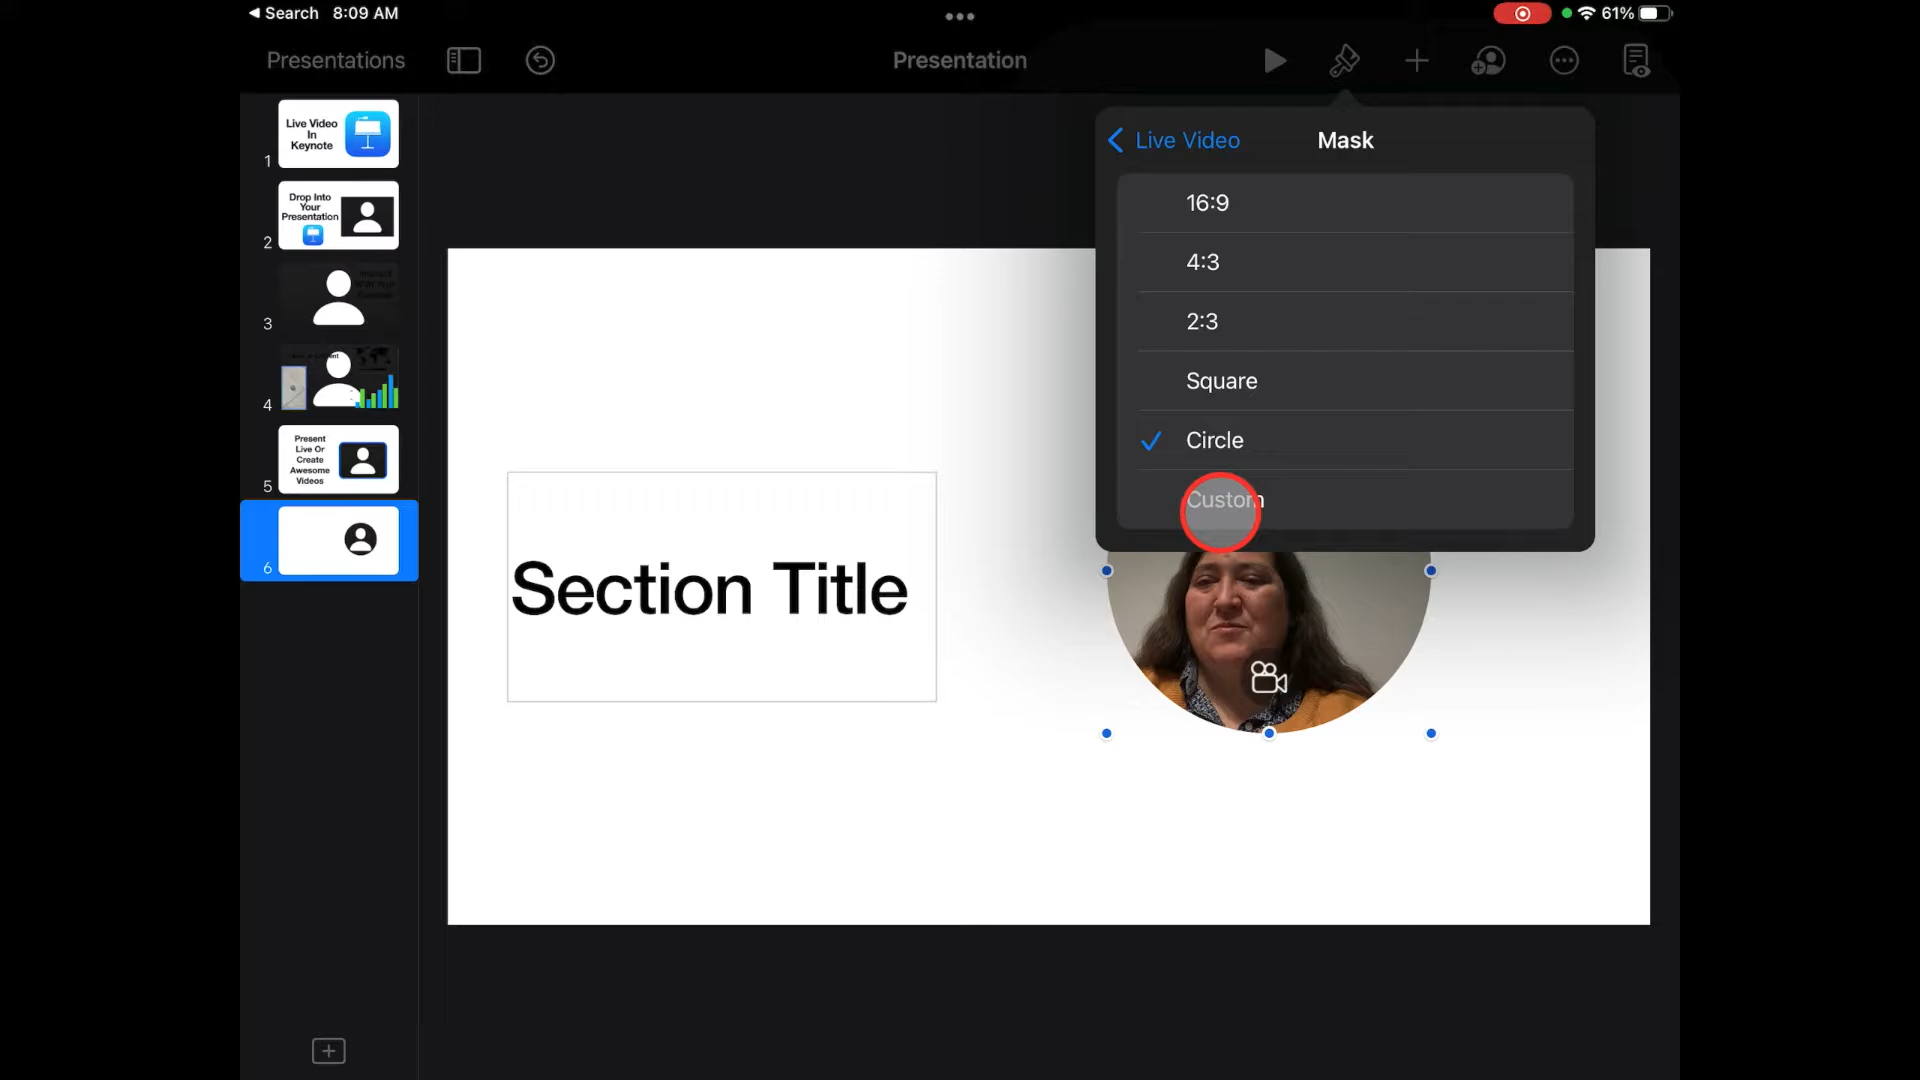 Search 8:09 AM
61%
Presentations
Presentation
Live Video
In
Keynote
1
Drop Into
Your
Presentation
2
3
4
Present
Live Or
Create
Awesome
Videos
5
6
Live Video
Mask
16:9
4:3
2:3
Square
Circle
Custom
Section Title